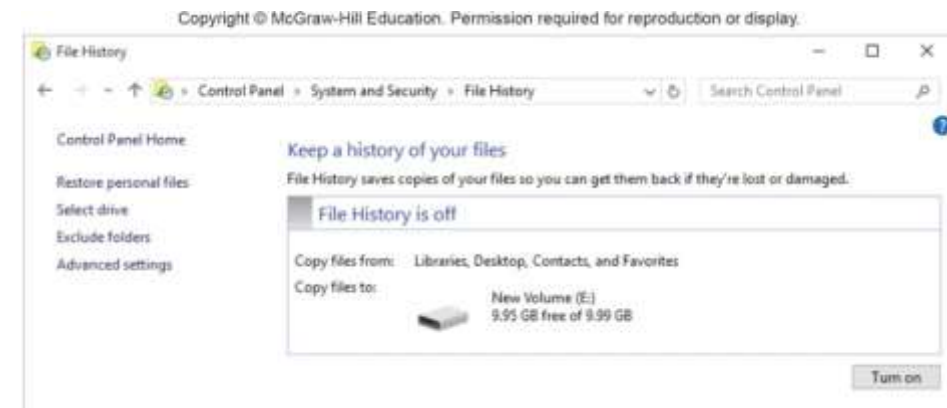 Copyright © McGraw-Hill Education. Permission required for reproduction or display.
File History
Control Panel › System and Security › File History
Search Control Panel
Control Panel Home
Restore personal files
Select drive
Exclude folders
Advanced settings
Keep a history of your files
File History saves copies of your files so you can get them back if they're lost or damaged.
File History is off
Copy files from: Libraries, Desktop, Contacts, and Favorites
Copy files to:
New Volume (E:)
9.95 GB free of 9.99 GB
Turn on